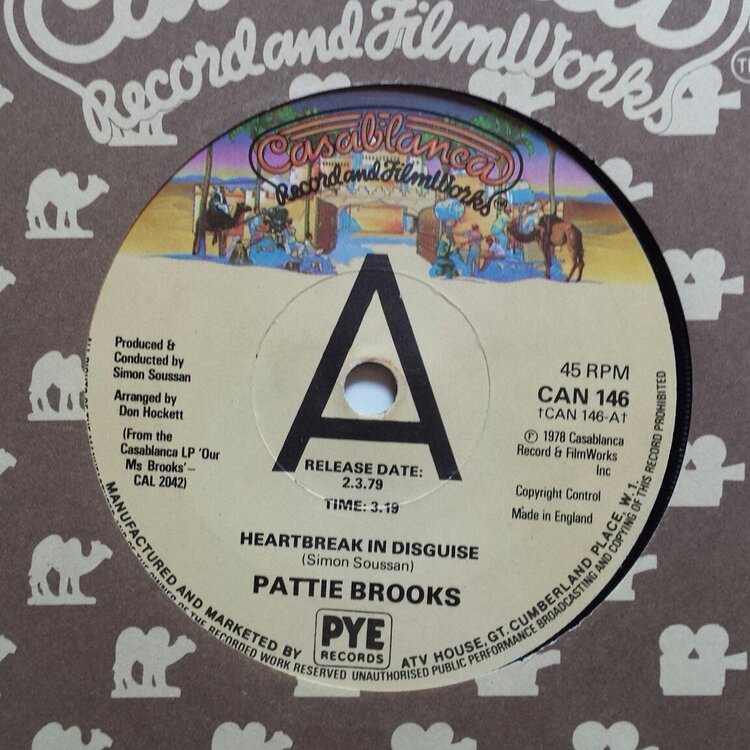 Record and FilmWorks
Casablanca
Record and FilmWorks
Produced &
Conducted by
Simon Soussan
Arranged by
Don Hockett
(From the
Casablanca LP 'Our
Ms Brooks'–
CAL 2042)
A
RELEASE DATE:
2.3.79
TIME: 3.19
45 RPM
CAN 146
†CAN 146-A†
℗ 1978 Casablanca
Record & FilmWorks
Inc
Copyright Control
Made in England
HEARTBREAK IN DISGUISE
(Simon Soussan)
PATTIE BROOKS
MANUFACTURED AND MARKETED BY
PYE
RECORDS
ATV HOUSE, GT. CUMBERLAND PLACE, W.1.
OF THE RECORDED WORK RESERVED UNAUTHORISED PUBLIC PERFORMANCE BROADCASTING AND COPYING OF THIS RECORD PROHIBITED